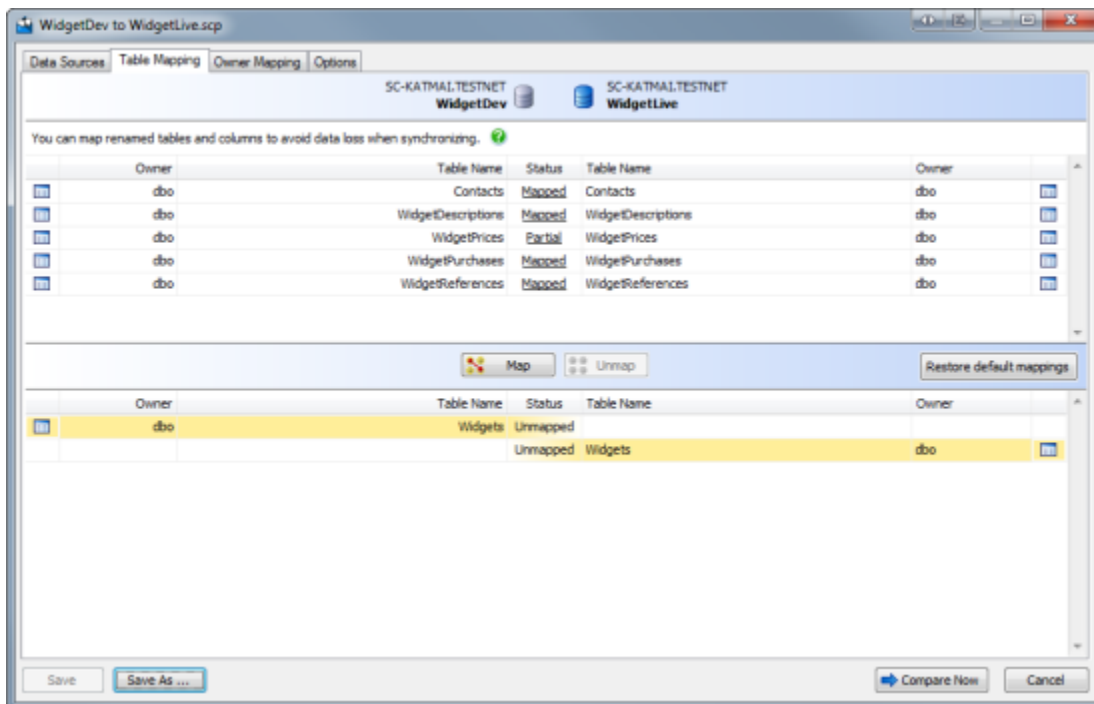 WidgetDev to WidgetLive.scp
Data Sources Table Mapping Owner Mapping Options
SC-KATMAI.TESTNET SC-KATMAI.TESTNET
WidgetDev WidgetLive
You can map renamed tables and columns to avoid data loss when synchronizing.
Owner Table Name Status Table Name Owner
dbo Contacts Mapped Contacts dbo
dbo WidgetDescriptions Mapped WidgetDescriptions dbo
dbo WidgetPrices Partial WidgetPrices dbo
dbo WidgetPurchases Mapped WidgetPurchases dbo
dbo WidgetReferences Mapped WidgetReferences dbo
Map Unmap Restore default mappings
Owner Table Name Status Table Name Owner
dbo Widgets Unmapped
Unmapped Widgets dbo
Save Save As ... Compare Now Cancel